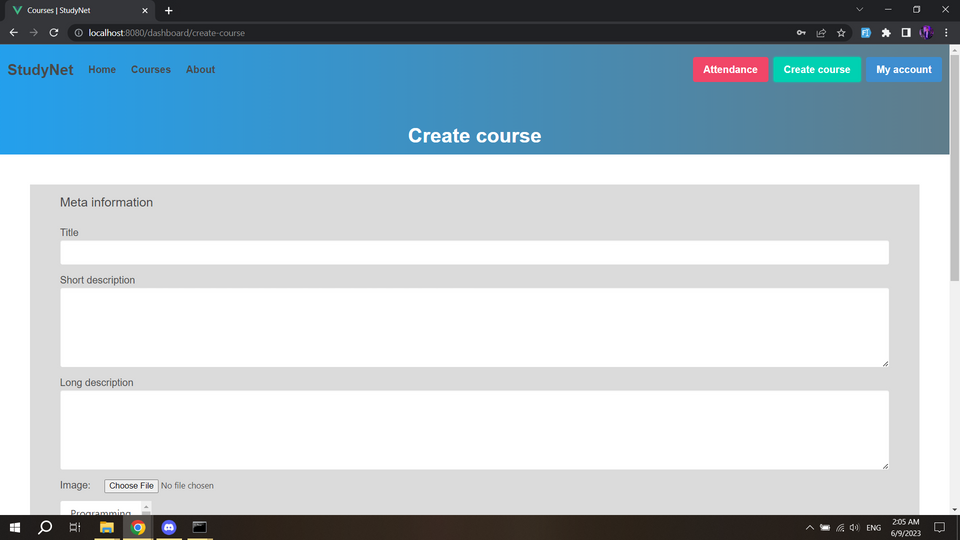 Courses | StudyNet
localhost:8080/dashboard/create-course
StudyNet Home Courses About Attendance Create course My account
Create course
Meta information
Title
Short description
Long description
Image: Choose File No file chosen
Programming
ENG
2:05 AM
6/9/2023